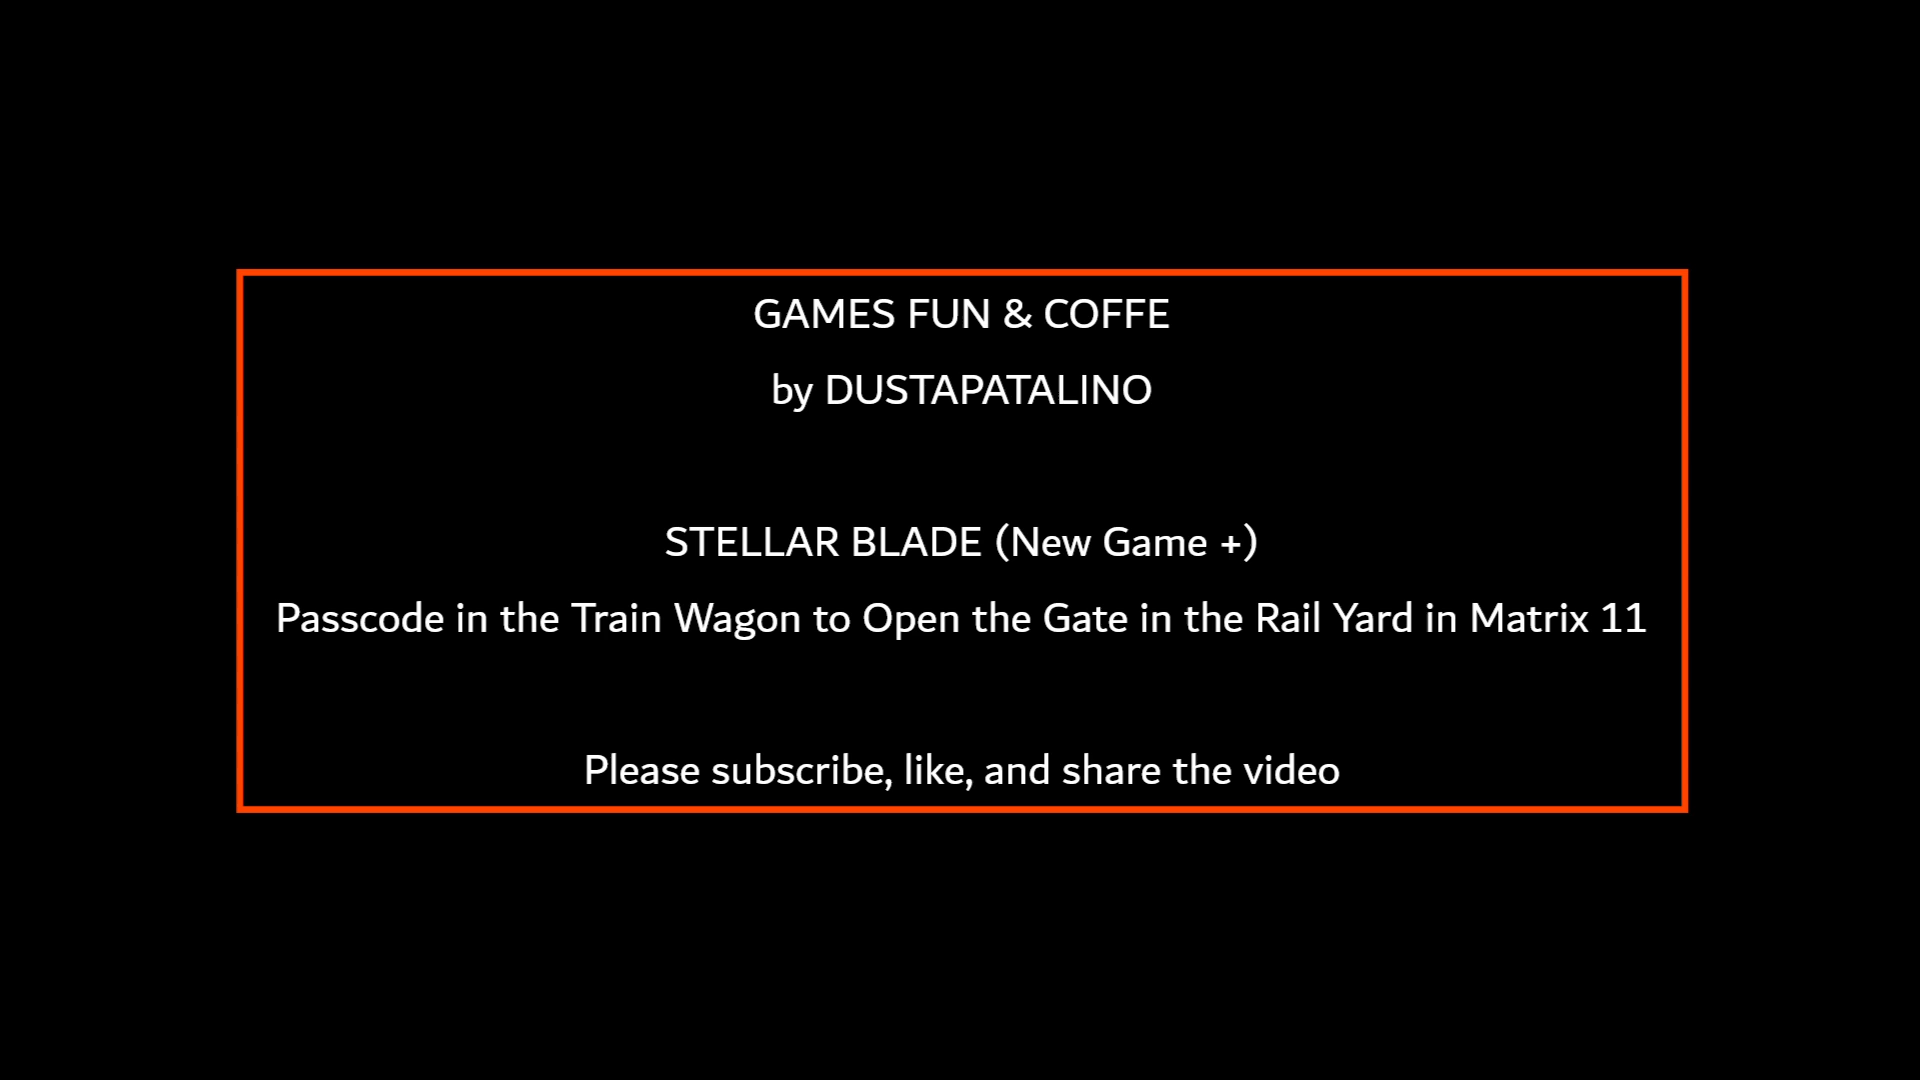 GAMES FUN & COFFE
by DUSTAPATALINO
STELLAR BLADE (New Game +)
Passcode in the Train Wagon to Open the Gate in the Rail Yard in Matrix 11
Please subscribe, like, and share the video